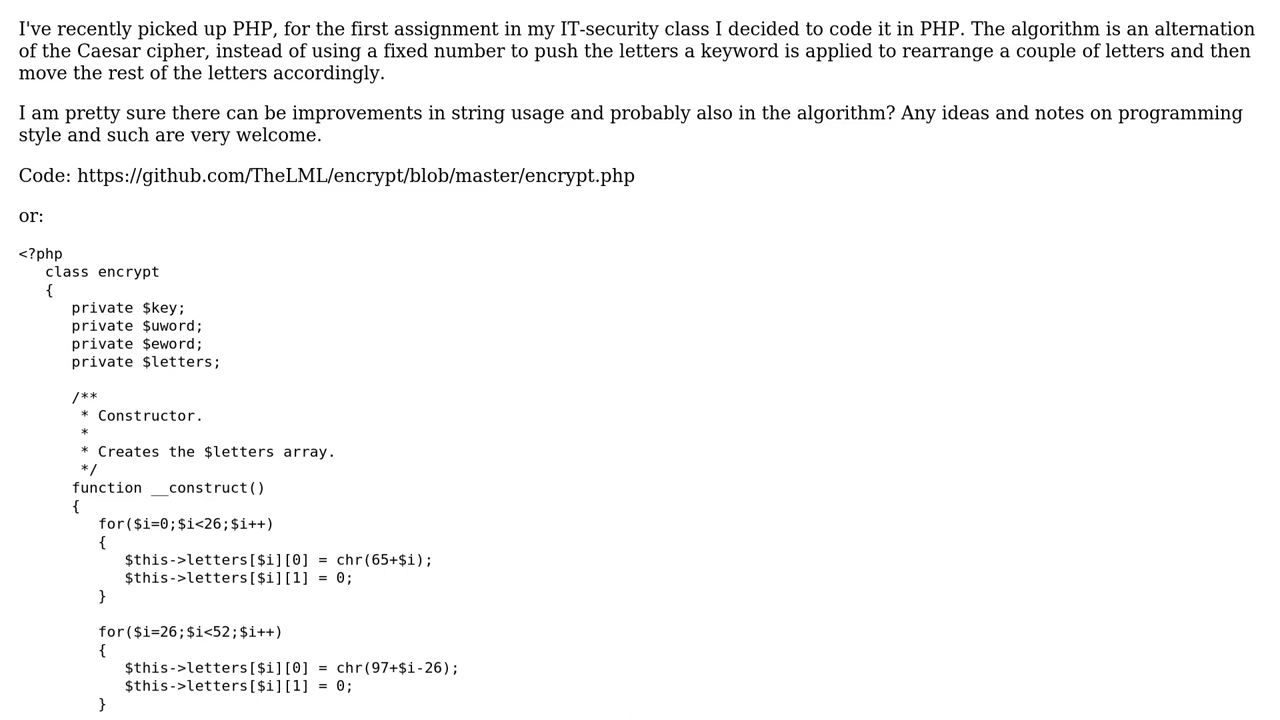 I've recently picked up PHP, for the first assignment in my IT-security class I decided to code it in PHP. The algorithm is an alternation
of the Caesar cipher, instead of using a fixed number to push the letters a keyword is applied to rearrange a couple of letters and then
move the rest of the letters accordingly.
I am pretty sure there can be improvements in string usage and probably also in the algorithm? Any ideas and notes on programming
style and such are very welcome.
Code: https://github.com/TheLML/encrypt/blob/master/encrypt.php
or:
<?php
class encrypt
{
private $key;
private $uword;
private $eword;
private $letters;
/**
* Constructor.
*
* Creates the $letters array.
*/
function __construct()
{
for($i=0;$i<26;$i++)
{
$this->letters[$i][0] = chr(65+$i);
$this->letters[$i][1] = 0;
}
for($i=26;$i<52;$i++)
{
$this->letters[$i][0] = chr(97+$i-26);
$this->letters[$i][1] = 0;
}